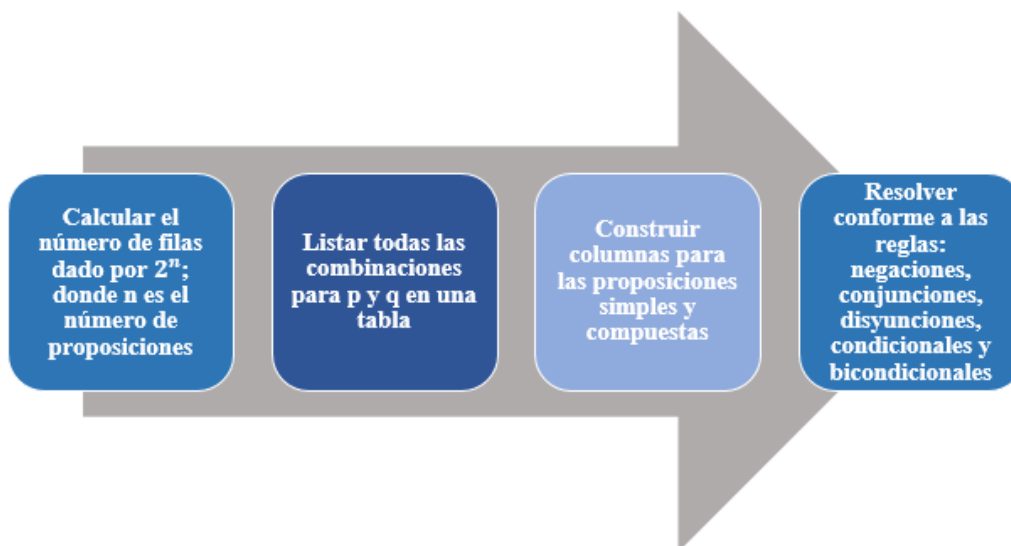 Calcular el
número de filas
dado por 2ⁿ;
donde n es el
número de
proposiciones
Listar todas las
combinaciones
para p y q en una
tabla
Construir
columnas para
las proposiciones
simples y
compuestas
Resolver
conforme a las
reglas:
negaciones,
conjunciones,
disyunciones,
condicionales y
bicondicionales